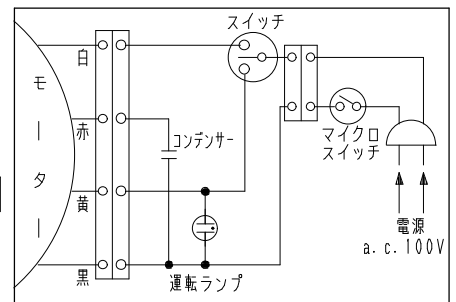 スイッチ
白
モーター
赤
コンデンサー
マイクロ
スイッチ
黄
電源
a.c.100V
黒
運転ランプ